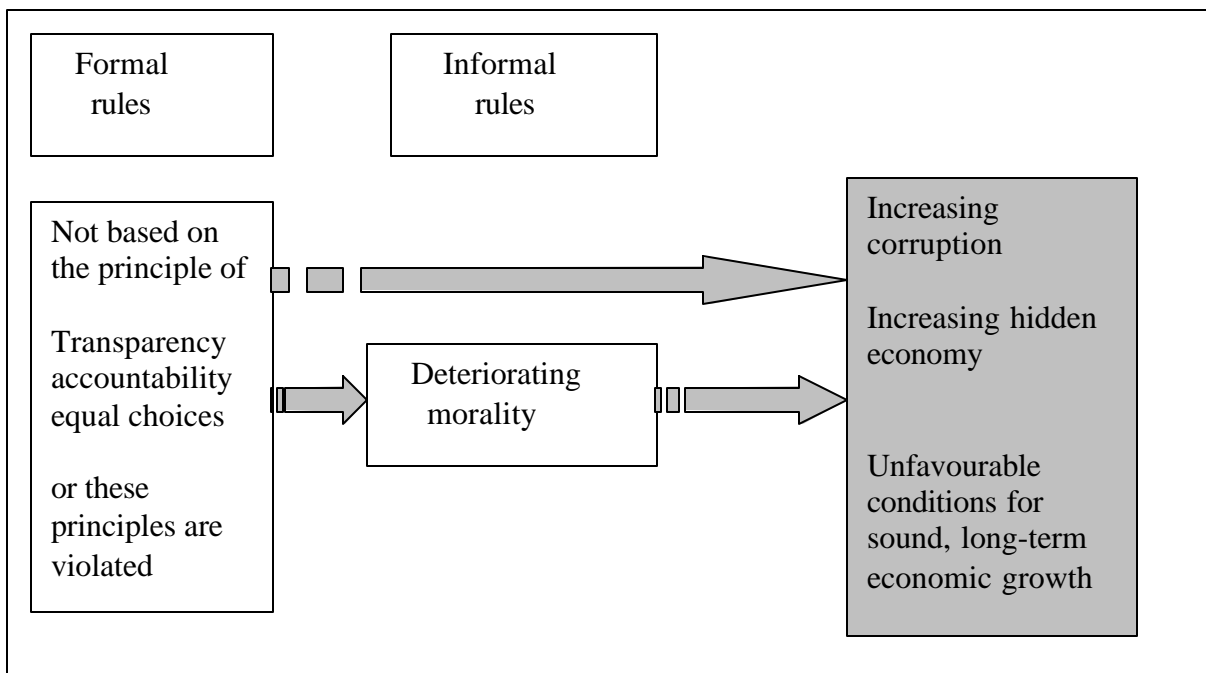 Formal
rules
Informal
rules
Not based on
the principle of
Transparency
accountability
equal choices
or these
principles are
violated
Deteriorating
morality
Increasing
corruption
Increasing hidden
economy
Unfavourable
conditions for
sound, long-term
economic growth